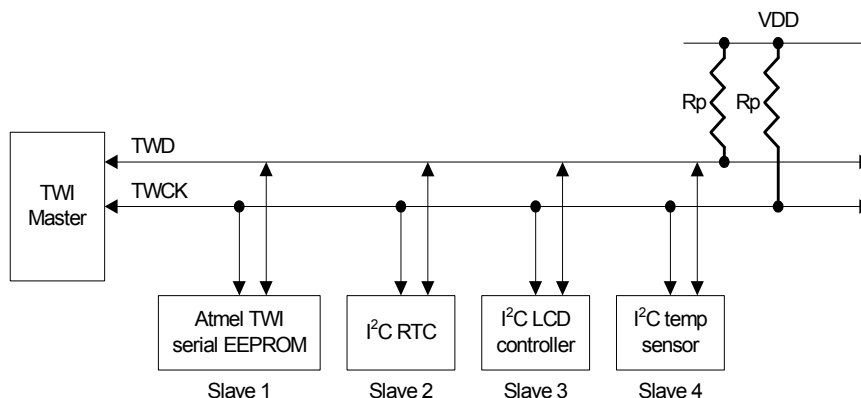 VDD
Rp Rp
TWD
TWI
Master
TWCK
Atmel TWI
serial EEPROM
I²C RTC
I²C LCD
controller
I²C temp
sensor
Slave 1 Slave 2 Slave 3 Slave 4